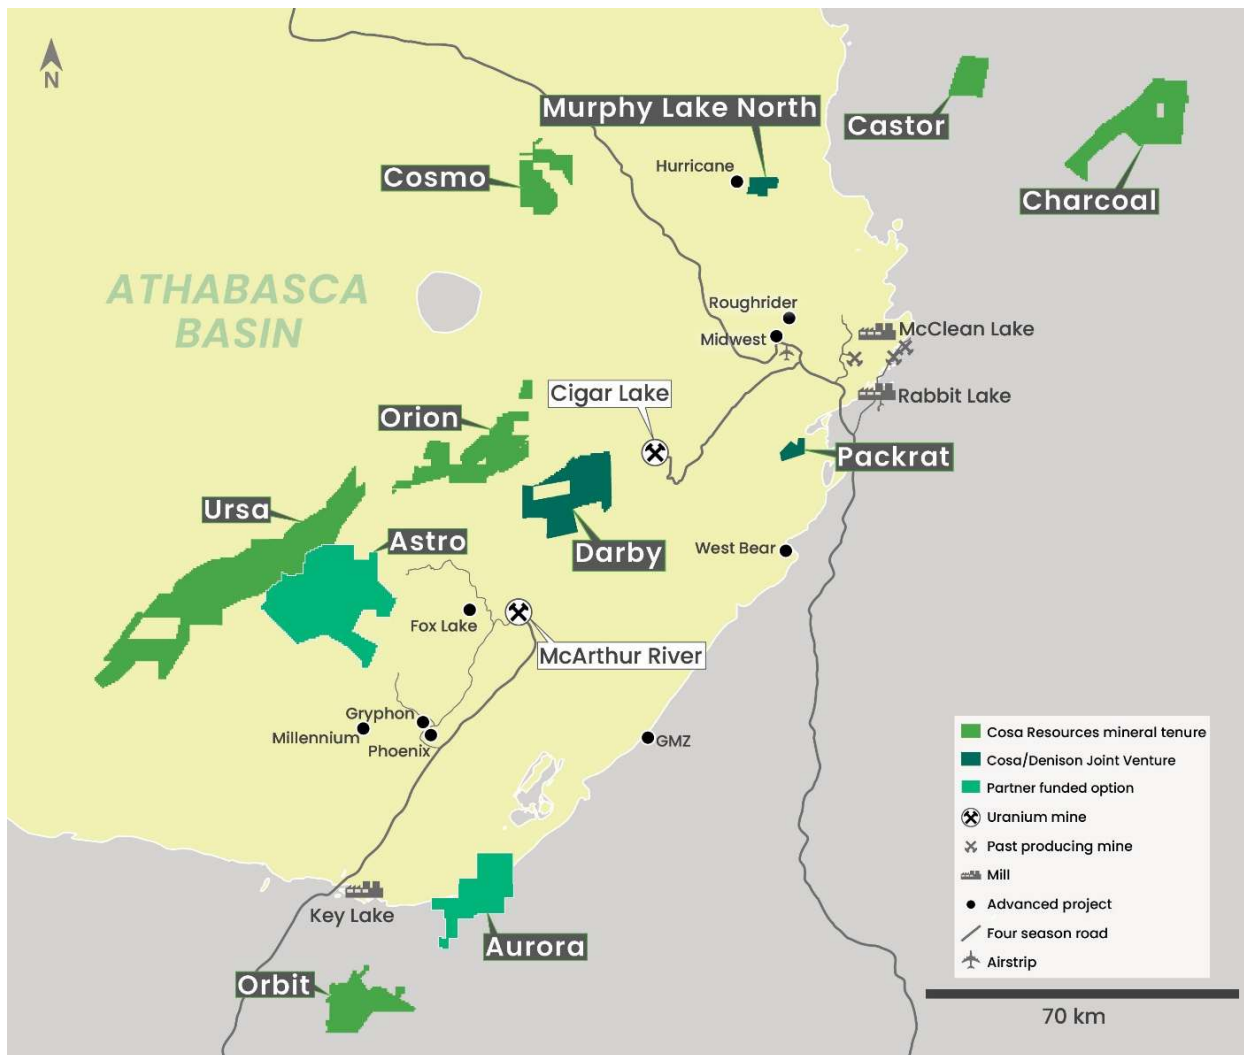 N
Murphy Lake North
Castor
Charcoal
Hurricane
Cosmo
ATHABASCA
BASIN
Roughrider
Midwest
McClean Lake
Rabbit Lake
Cigar Lake
Orion
Packrat
Ursa
Astro
Darby
West Bear
Fox Lake
McArthur River
Gryphon
Millennium
Phoenix
GMZ
Key Lake
Aurora
Orbit
Cosa Resources mineral tenure
Cosa/Denison Joint Venture
Partner funded option
Uranium mine
Past producing mine
Mill
Advanced project
Four season road
Airstrip
70 km